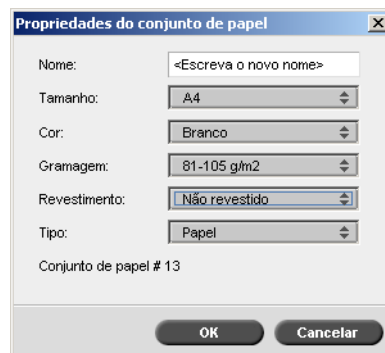 Propriedades do conjunto de papel
Nome: <Escreva o novo nome>
Tamanho: A4
Cor: Branco
Gramagem: 81-105 g/m2
Revestimento: Não revestido
Tipo: Papel
Conjunto de papel # 13
OK Cancelar